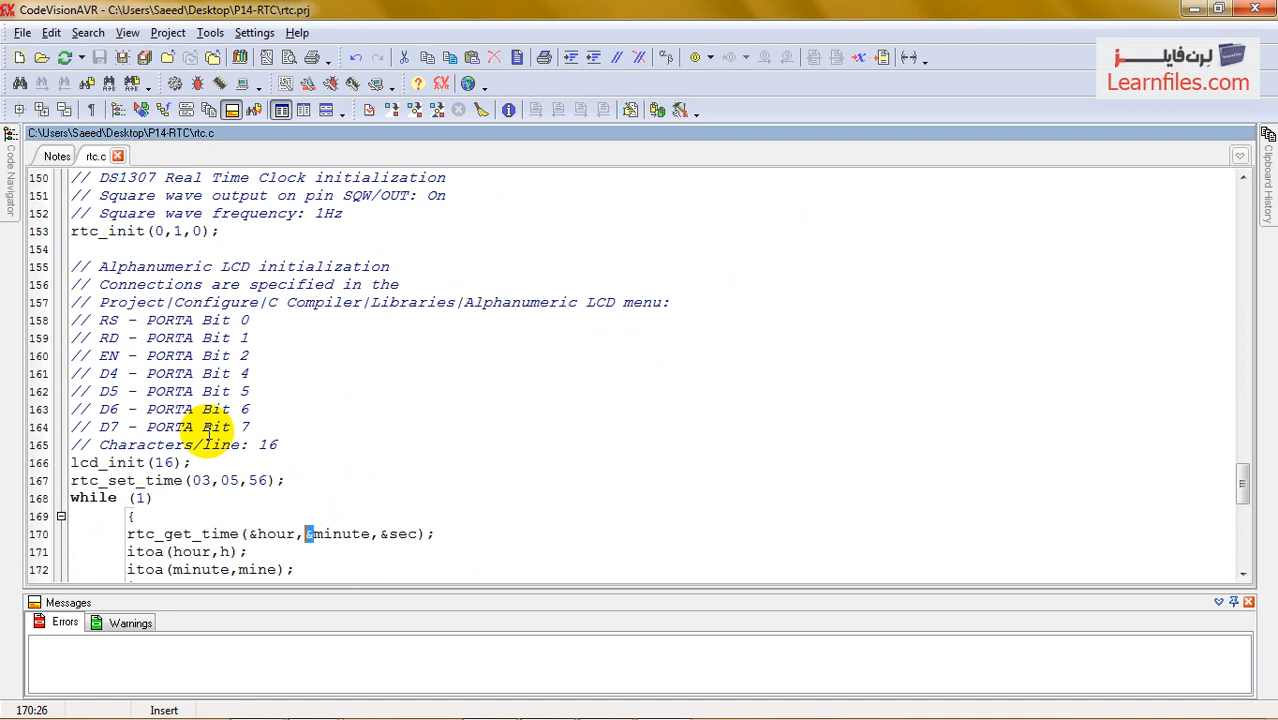 CodeVisionAVR - C:\Users\Saeed\Desktop\P14-RTC\rtc.prj
File Edit Search View Project Tools Settings Help
لرن‌فایلز
Learnfiles.com
C:\Users\Saeed\Desktop\P14-RTC\rtc.c
Notes rtc.c
Code Navigator
Clipboard History
150 // DS1307 Real Time Clock initialization
151 // Square wave output on pin SQW/OUT: On
152 // Square wave frequency: 1Hz
153 rtc_init(0,1,0);
154
155 // Alphanumeric LCD initialization
156 // Connections are specified in the
157 // Project|Configure|C Compiler|Libraries|Alphanumeric LCD menu:
158 // RS - PORTA Bit 0
159 // RD - PORTA Bit 1
160 // EN - PORTA Bit 2
161 // D4 - PORTA Bit 4
162 // D5 - PORTA Bit 5
163 // D6 - PORTA Bit 6
164 // D7 - PORTA Bit 7
165 // Characters/line: 16
166 lcd_init(16);
167 rtc_set_time(03,05,56);
168 while (1)
169 {
170 rtc_get_time(&hour,&minute,&sec);
171 itoa(hour,h);
172 itoa(minute,mine);
Messages
Errors Warnings
170:26 Insert